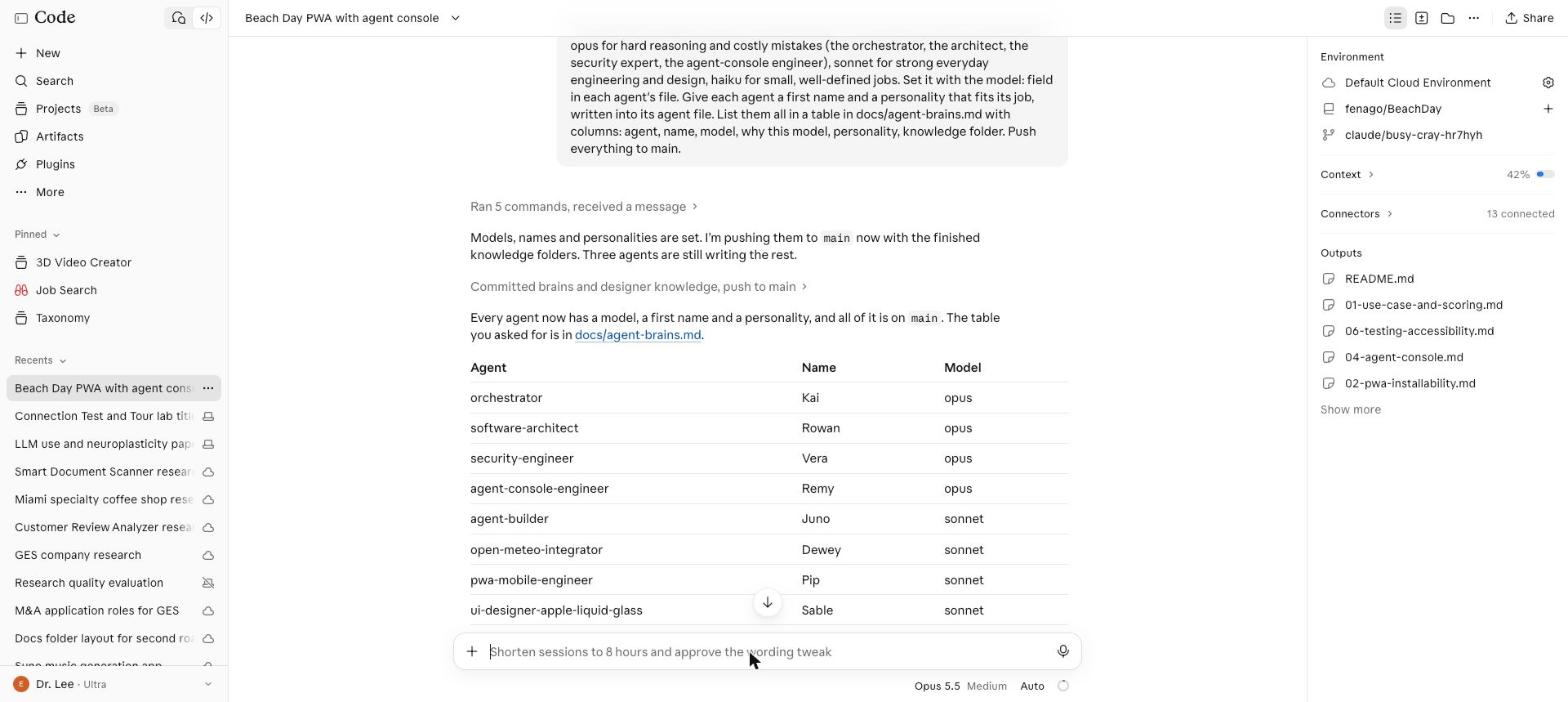 Code
New
Search
Projects Beta
Artifacts
Plugins
More
Pinned
3D Video Creator
Job Search
Taxonomy
Recents
Beach Day PWA with agent cons
Connection Test and Tour lab titl
LLM use and neuroplasticity pap
Smart Document Scanner resear
Miami specialty coffee shop rese
Customer Review Analyzer resea
GES company research
Research quality evaluation
M&A application roles for GES
Docs folder layout for second roa
Suno music generation app
E Dr. Lee · Ultra
Beach Day PWA with agent console
Share
opus for hard reasoning and costly mistakes (the orchestrator, the architect, the
security expert, the agent-console engineer), sonnet for strong everyday
engineering and design, haiku for small, well-defined jobs. Set it with the model: field
in each agent's file. Give each agent a first name and a personality that fits its job,
written into its agent file. List them all in a table in docs/agent-brains.md with
columns: agent, name, model, why this model, personality, knowledge folder. Push
everything to main.
Ran 5 commands, received a message
Models, names and personalities are set. I'm pushing them to main now with the finished
knowledge folders. Three agents are still writing the rest.
Committed brains and designer knowledge, push to main
Every agent now has a model, a first name and a personality, and all of it is on main. The table
you asked for is in docs/agent-brains.md.
Agent Name Model
orchestrator Kai opus
software-architect Rowan opus
security-engineer Vera opus
agent-console-engineer Remy opus
agent-builder Juno sonnet
open-meteo-integrator Dewey sonnet
pwa-mobile-engineer Pip sonnet
ui-designer-apple-liquid-glass Sable sonnet
Shorten sessions to 8 hours and approve the wording tweak
Opus 5.5 Medium Auto
Environment
Default Cloud Environment
fenago/BeachDay
claude/busy-cray-hr7hyh
Context 42%
Connectors 13 connected
Outputs
README.md
01-use-case-and-scoring.md
06-testing-accessibility.md
04-agent-console.md
02-pwa-installability.md
Show more